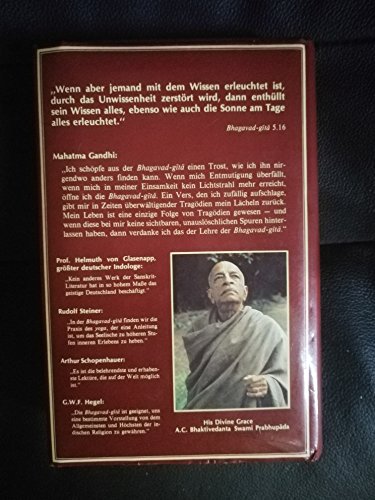 „Wenn aber jemand mit dem Wissen erleuchtet ist,
durch das Unwissenheit zerstört wird, dann enthüllt
sein Wissen alles, ebenso wie auch die Sonne am Tage
alles erleuchtet.“
Bhagavad-gītā 5.16
Mahatma Gandhi:
„Ich schöpfe aus der Bhagavad-gītā einen Trost, wie ich ihn nir-
gendwo anders finden kann. Wenn mich Entmutigung überfällt,
wenn mich in meiner Einsamkeit kein Lichtstrahl mehr erreicht,
öffne ich die Bhagavad-gītā. Ein Vers, den ich zufällig aufschlage,
gibt mir in Zeiten überwältigender Tragödien mein Lächeln zurück.
Mein Leben ist eine einzige Folge von Tragödien gewesen — und
wenn diese bei mir keine sichtbaren, unauslöschlichen Spuren hinter-
lassen haben, dann verdanke ich das der Lehre der Bhagavad-gītā.“
Prof. Helmuth von Glasenapp,
größter deutscher Indologe:
„Kein anderes Werk der Sanskrit-
Literatur hat in so hohem Maße das
geistige Deutschland beschäftigt.“
Rudolf Steiner:
„In der Bhagavad-gītā finden wir die
Praxis des yoga, der eine Anleitung
ist, um das Seelische zu höheren Stu-
fen inneren Erlebens zu heben.“
Arthur Schopenhauer:
„Es ist die belehrendste und erhaben-
ste Lektüre, die auf der Welt möglich
ist.“
G.W.F. Hegel:
„Die Bhagavad-gītā ist geeignet, uns
eine bestimmte Vorstellung von dem
Allgemeinsten und Höchsten der in-
dischen Religion zu gewähren.“
His Divine Grace
A.C. Bhaktivedanta Swami Prabhupāda